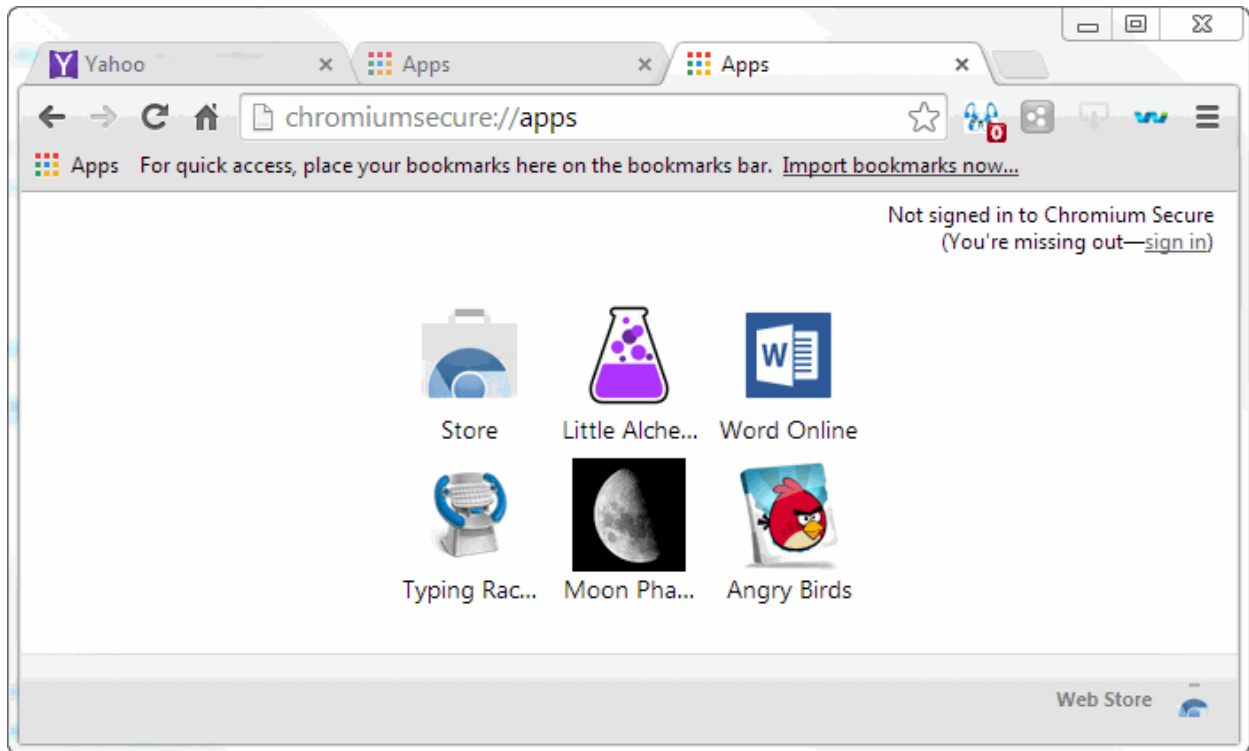 Yahoo
Apps
Apps
chromiumsecure://apps
0
Apps For quick access, place your bookmarks here on the bookmarks bar. Import bookmarks now...
Not signed in to Chromium Secure
(You're missing out—sign in)
Store
Little Alche...
Word Online
Typing Rac...
Moon Pha...
Angry Birds
Web Store